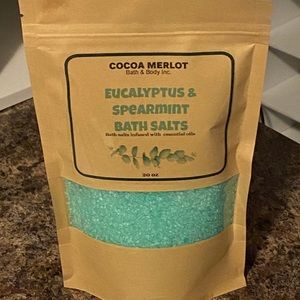 COCOA MERLOT
Bath & Body Inc.
EUCALYPTUS &
SPEARMINT
BATH SALTS
Bath salts infused with essential oils
20 oz